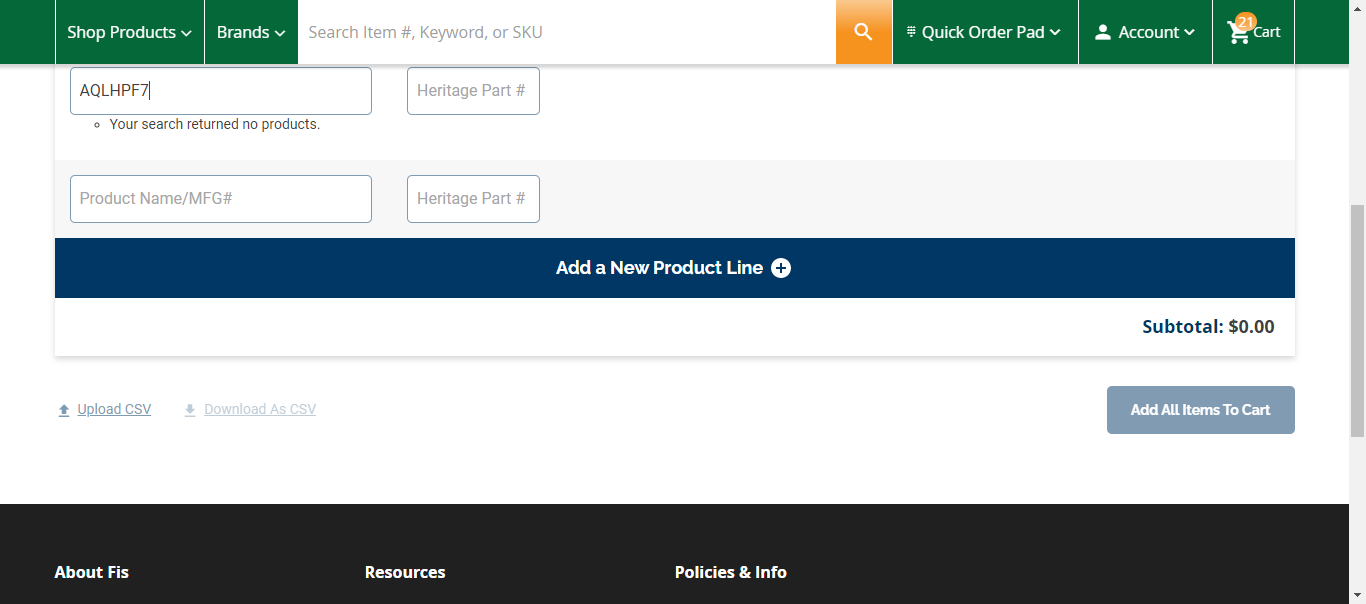 Shop Products
Brands
Search Item #, Keyword, or SKU
Quick Order Pad
Account
21
Cart
AQLHPF7
Heritage Part #
Your search returned no products.
Product Name/MFG#
Heritage Part #
Add a New Product Line
Subtotal: $0.00
Upload CSV
Download As CSV
Add All Items To Cart
About Fis
Resources
Policies & Info